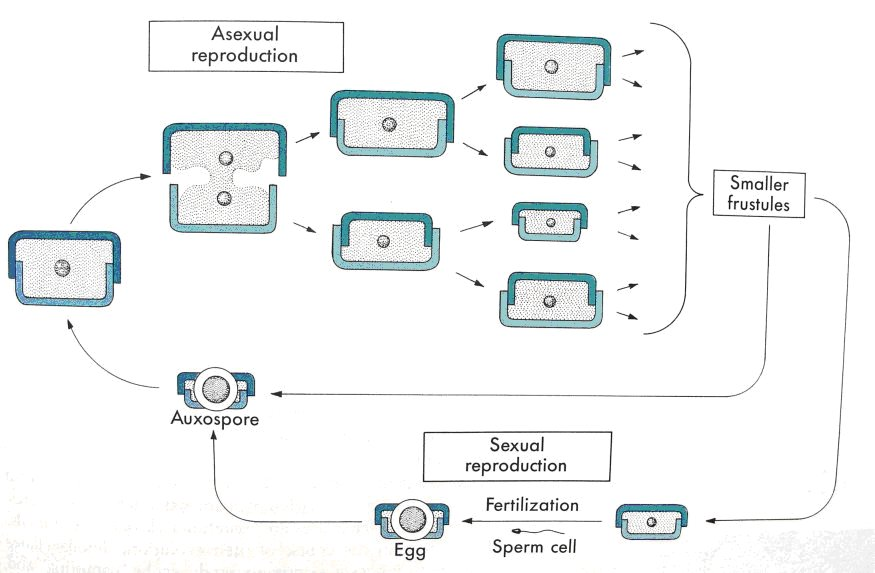 Asexual
reproduction
Smaller
frustules
Auxospore
Sexual
reproduction
Fertilization
Egg
Sperm cell